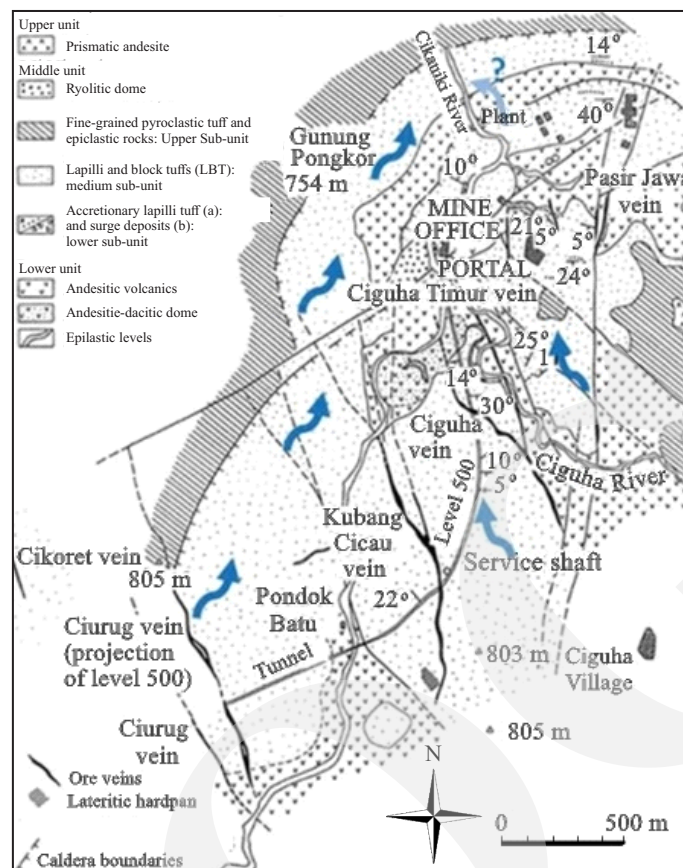 Upper unit
Prismatic andesite
Middle unit
Ryolitic dome
Fine-grained pyroclastic tuff and
epiclastic rocks: Upper Sub-unit
Lapilli and block tuffs (LBT):
medium sub-unit
Accretionary lapilli tuff (a):
and surge deposits (b):
lower sub-unit
Lower unit
Andesitic volcanics
Andesitie-dacitic dome
Epilastic levels
Cikaniki River
?
14°
Plant
40°
Gunung
Pongkor
754 m
10°
Pasir Jawa
vein
MINE
OFFICE
21°
5°
5°
PORTAL
24°
Ciguha Timur vein
25°
14°
30°
Ciguha
vein
Ciguha River
10°
5°
Level 500
Kubang
Cicau
vein
Service shaft
Cikoret vein
805 m
22°
Pondok
Batu
Ciurug vein
(projection
of level 500)
Tunnel
803 m
Ciguha
Village
Ciurug
vein
805 m
Ore veins
Lateritic hardpan
N
0
500 m
Caldera boundaries